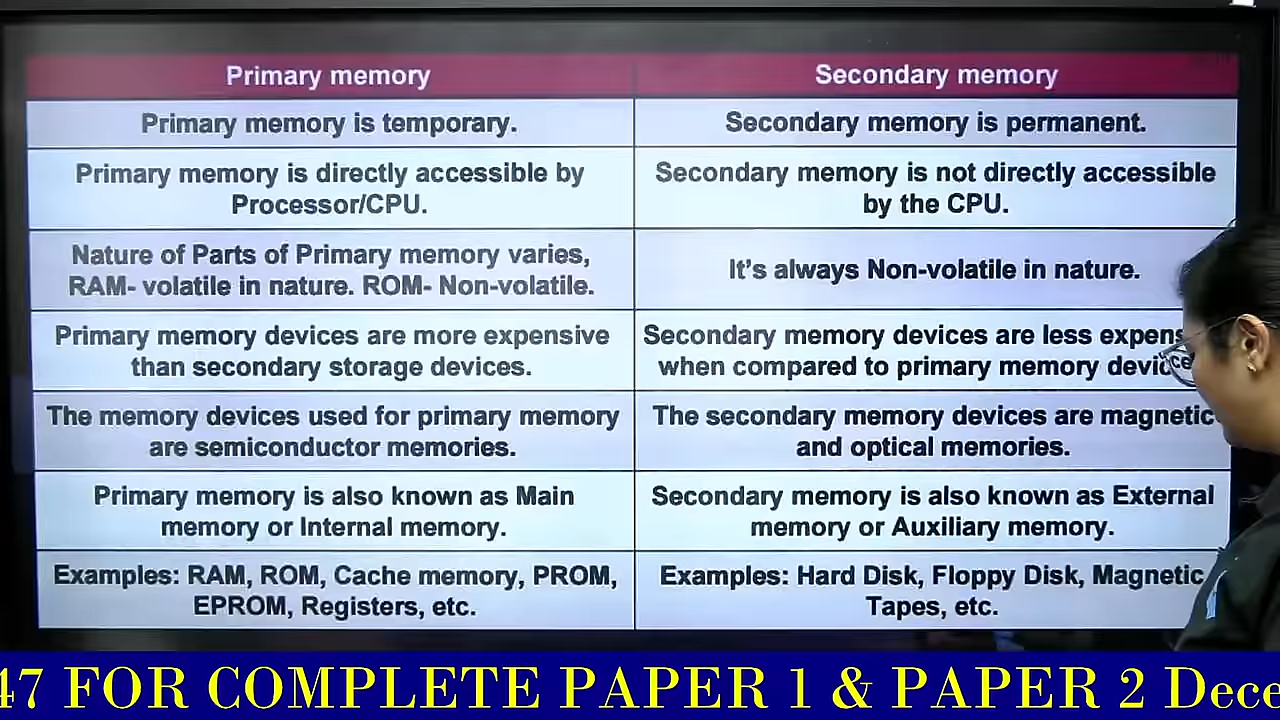 Primary memory
Secondary memory
Primary memory is temporary.
Secondary memory is permanent.
Primary memory is directly accessible by
Processor/CPU.
Secondary memory is not directly accessible
by the CPU.
Nature of Parts of Primary memory varies,
RAM- volatile in nature. ROM- Non-volatile.
It's always Non-volatile in nature.
Primary memory devices are more expensive
than secondary storage devices.
Secondary memory devices are less
when compared to primary memory
The memory devices used for primary memory
are semiconductor memories.
The secondary memory devices are magnetic
and optical memories.
Primary memory is also known as Main
memory or Internal memory.
Secondary memory is also known as External
memory or Auxiliary memory.
Examples: RAM, ROM, Cache memory, PROM,
EPROM, Registers, etc.
Examples: Hard Disk, Floppy Disk, Magnetic
Tapes, etc.
47 FOR COMPLETE PAPER 1 & PAPER 2 Dece